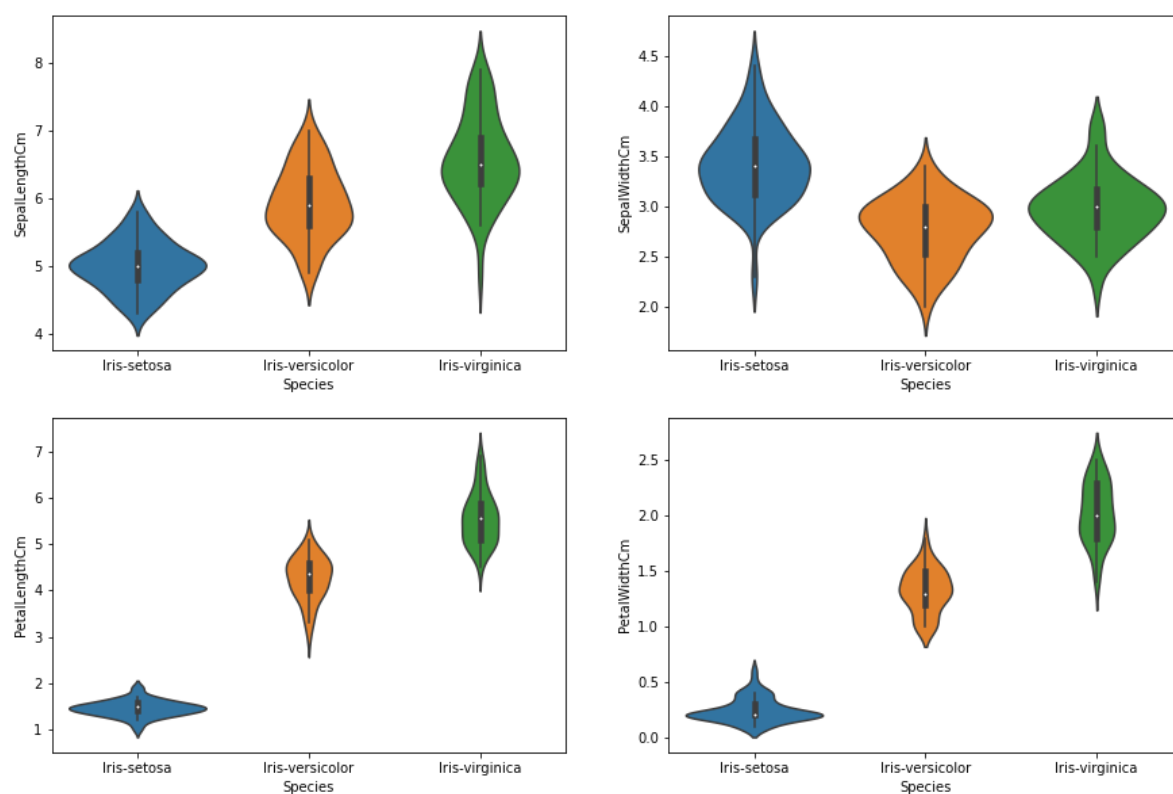 SepalLengthCm
8
7
6
5
4
Iris-setosa Iris-versicolor Iris-virginica
Species
SepalWidthCm
4.5
4.0
3.5
3.0
2.5
2.0
Iris-setosa Iris-versicolor Iris-virginica
Species
PetalLengthCm
7
6
5
4
3
2
1
Iris-setosa Iris-versicolor Iris-virginica
Species
PetalWidthCm
2.5
2.0
1.5
1.0
0.5
0.0
Iris-setosa Iris-versicolor Iris-virginica
Species